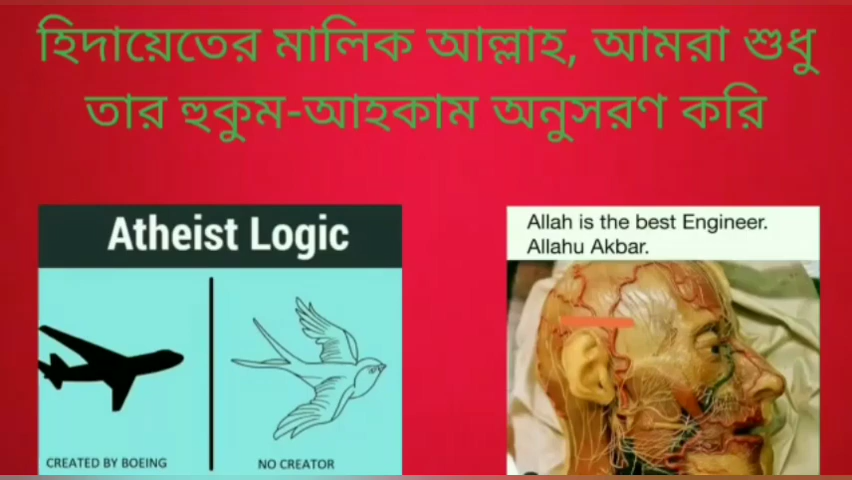 হিদায়েতের মালিক আল্লাহ, আমরা শুধু
তার হুকুম-আহকাম অনুসরণ করি
Atheist Logic
CREATED BY BOEING
NO CREATOR
Allah is the best Engineer.
Allahu Akbar.